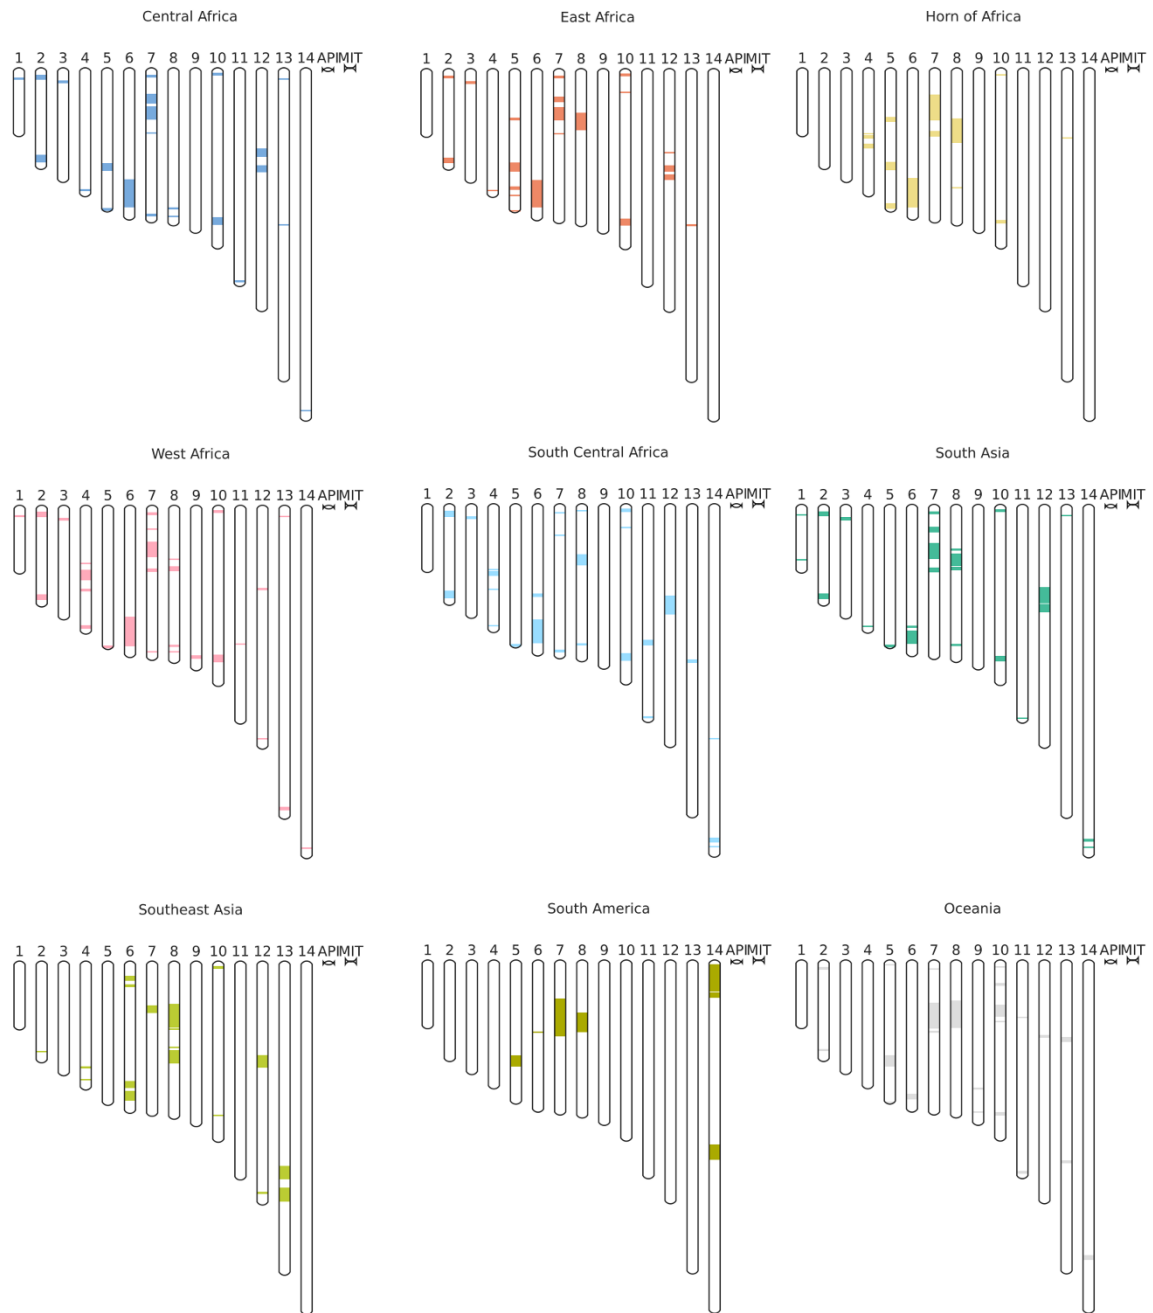 Central Africa
East Africa
Horn of Africa
1 2 3 4 5 6 7 8 9 10 11 12 13 14 API MIT
1 2 3 4 5 6 7 8 9 10 11 12 13 14 API MIT
1 2 3 4 5 6 7 8 9 10 11 12 13 14 API MIT
West Africa
South Central Africa
South Asia
1 2 3 4 5 6 7 8 9 10 11 12 13 14 API MIT
1 2 3 4 5 6 7 8 9 10 11 12 13 14 API MIT
1 2 3 4 5 6 7 8 9 10 11 12 13 14 API MIT
Southeast Asia
South America
Oceania
1 2 3 4 5 6 7 8 9 10 11 12 13 14 API MIT
1 2 3 4 5 6 7 8 9 10 11 12 13 14 API MIT
1 2 3 4 5 6 7 8 9 10 11 12 13 14 API MIT